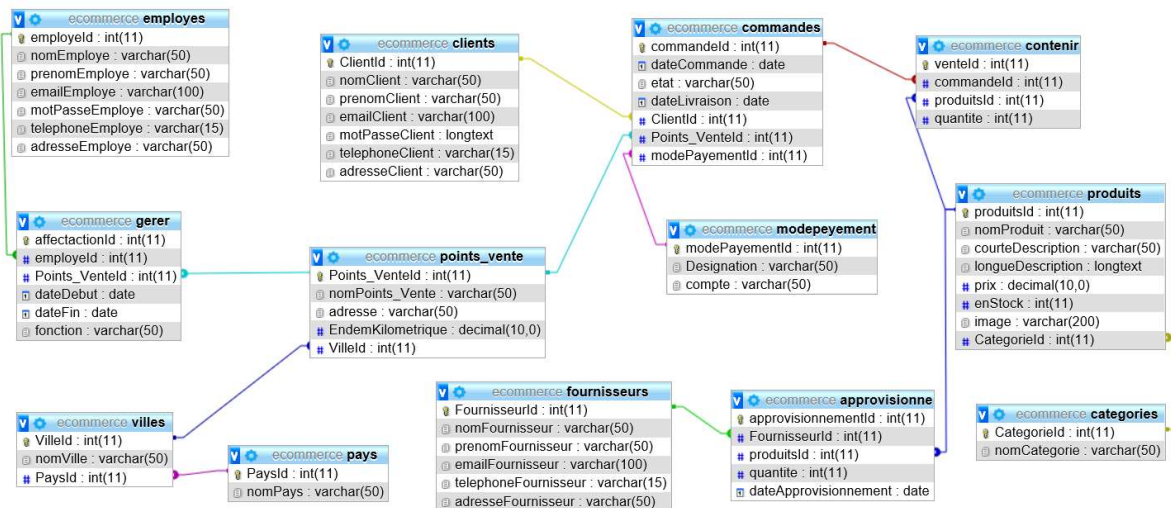 ecommerce employes
employeId : int(11)
nomEmploye : varchar(50)
prenomEmploye : varchar(50)
emailEmploye : varchar(100)
motPasseEmploye : varchar(50)
telephoneEmploye : varchar(15)
adresseEmploye : varchar(50)
ecommerce clients
ClientId : int(11)
nomClient : varchar(50)
prenomClient : varchar(50)
emailClient : varchar(100)
motPasseClient : longtext
telephoneClient : varchar(15)
adresseClient : varchar(50)
ecommerce commandes
commandeId : int(11)
dateCommande : date
etat : varchar(50)
dateLivraison : date
ClientId : int(11)
Points_VenteId : int(11)
modePayementId : int(11)
ecommerce contenir
venteId : int(11)
commandeId : int(11)
produitsId : int(11)
quantite : int(11)
ecommerce produits
produitsId : int(11)
nomProduit : varchar(50)
courteDescription : varchar(50)
longueDescription : longtext
prix : decimal(10,0)
enStock : int(11)
image : varchar(200)
CategorieId : int(11)
ecommerce gerer
affectactionId : int(11)
employeId : int(11)
Points_VenteId : int(11)
dateDebut : date
dateFin : date
fonction : varchar(50)
ecommerce points_vente
Points_VenteId : int(11)
nomPoints_Vente : varchar(50)
adresse : varchar(50)
EndemKilometrique : decimal(10,0)
VilleId : int(11)
ecommerce modepeyement
modePayementId : int(11)
Designation : varchar(50)
compte : varchar(50)
ecommerce villes
VilleId : int(11)
nomVille : varchar(50)
PaysId : int(11)
ecommerce pays
PaysId : int(11)
nomPays : varchar(50)
ecommerce fournisseurs
FournisseurId : int(11)
nomFournisseur : varchar(50)
prenomFournisseur : varchar(50)
emailFournisseur : varchar(100)
telephoneFournisseur : varchar(15)
adresseFournisseur : varchar(50)
ecommerce approvisionne
approvisionnementId : int(11)
FournisseurId : int(11)
produitsId : int(11)
quantite : int(11)
dateApprovisionnement : date
ecommerce categories
CategorieId : int(11)
nomCategorie : varchar(50)